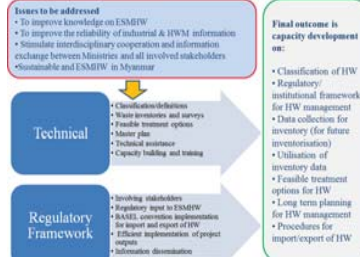 Issues to be addressed
• To improve knowledge on ESMHW
• To improve the reliability of industrial & HWM information
• Stimulate interdisciplinary cooperation and information
exchange between Ministries and all involved stakeholders
•Sustainable and ESMHW in Myanmar
Technical
• Classification/definitions
• Waste inventories and surveys
• Feasible treatment options
• Master plan
• Technical assistance
• Capacity building and training
Regulatory
Framework
• Involving stakeholders
• Regulatory input to ESMHW
• BASEL convention implementation
for import and export of HW
• Efficient implementation of project
outputs
• Information dissemination
Final outcome is
capacity development
on:
• Classification of HW
• Regulatory/
institutional framework
for HW management
• Data collection for
inventory (for future
inventorisation)
• Utilisation of
inventory data
• Feasible treatment
options for HW
• Long term planning
for HW management
• Procedures for
import/export of HW